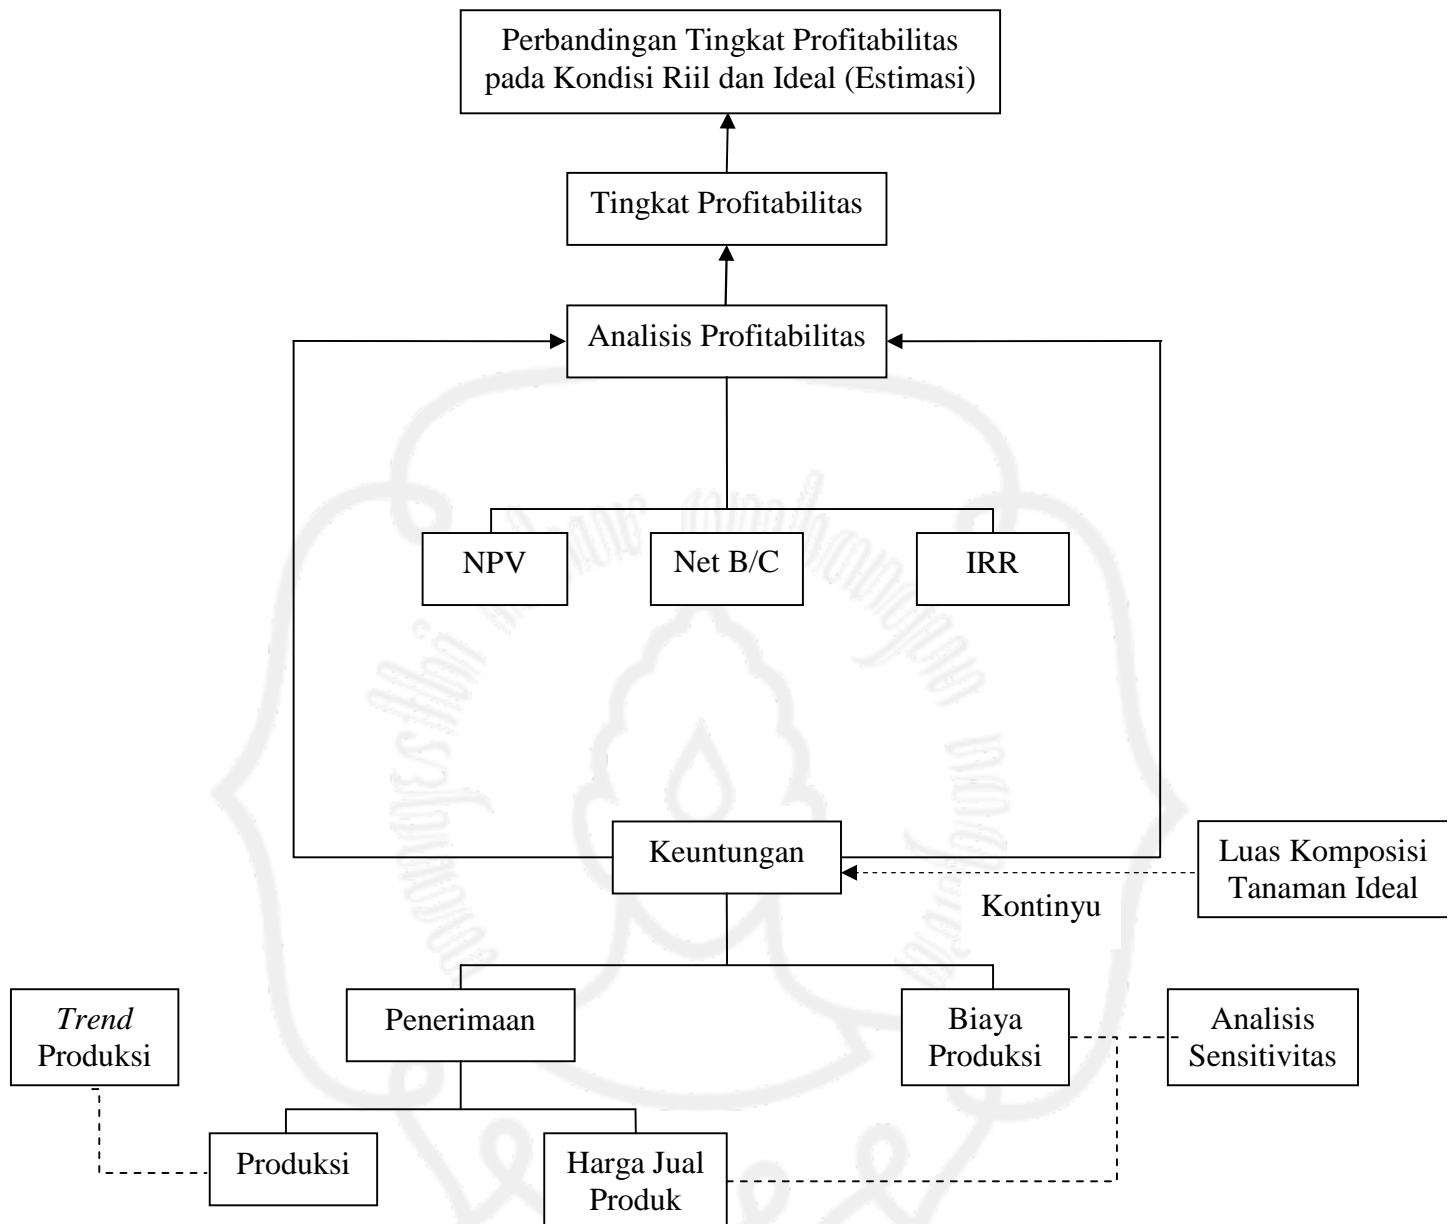 Perbandingan Tingkat Profitabilitas
pada Kondisi Riil dan Ideal (Estimasi)
Tingkat Profitabilitas
Analisis Profitabilitas
NPV
Net B/C
IRR
Keuntungan
Luas Komposisi
Tanaman Ideal
Kontinyu
Trend
Produksi
Penerimaan
Biaya
Produksi
Analisis
Sensitivitas
Produksi
Harga Jual
Produk